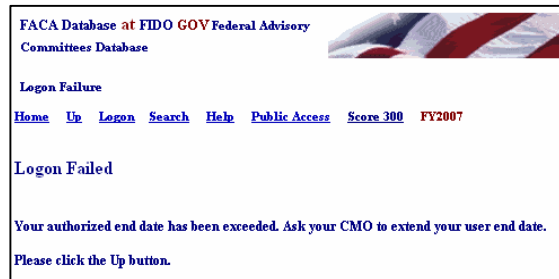 FACA Database at FIDO GOV Federal Advisory
Committees Database
Logon Failure
Home Up Logon Search Help Public Access Score 300 FY2007
Logon Failed
Your authorized end date has been exceeded. Ask your CMO to extend your user end date.
Please click the Up button.